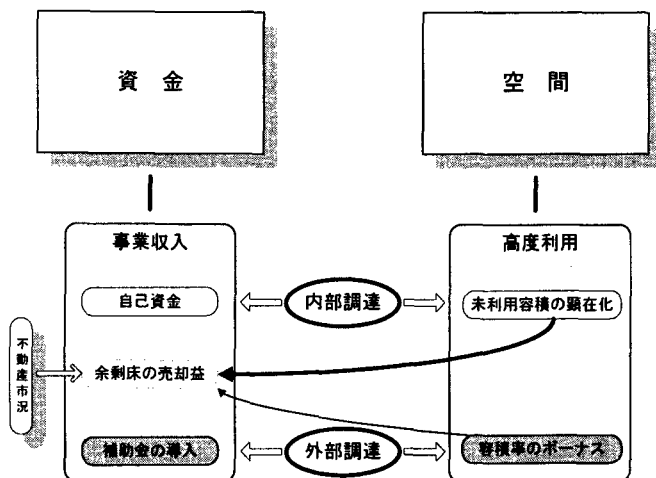 資 金
空 間
事業収入
高度利用
自己資金
内部調達
未利用容積の顕在化
不動産市況
余剰床の売却益
補助金の導入
外部調達
容積率のボーナス